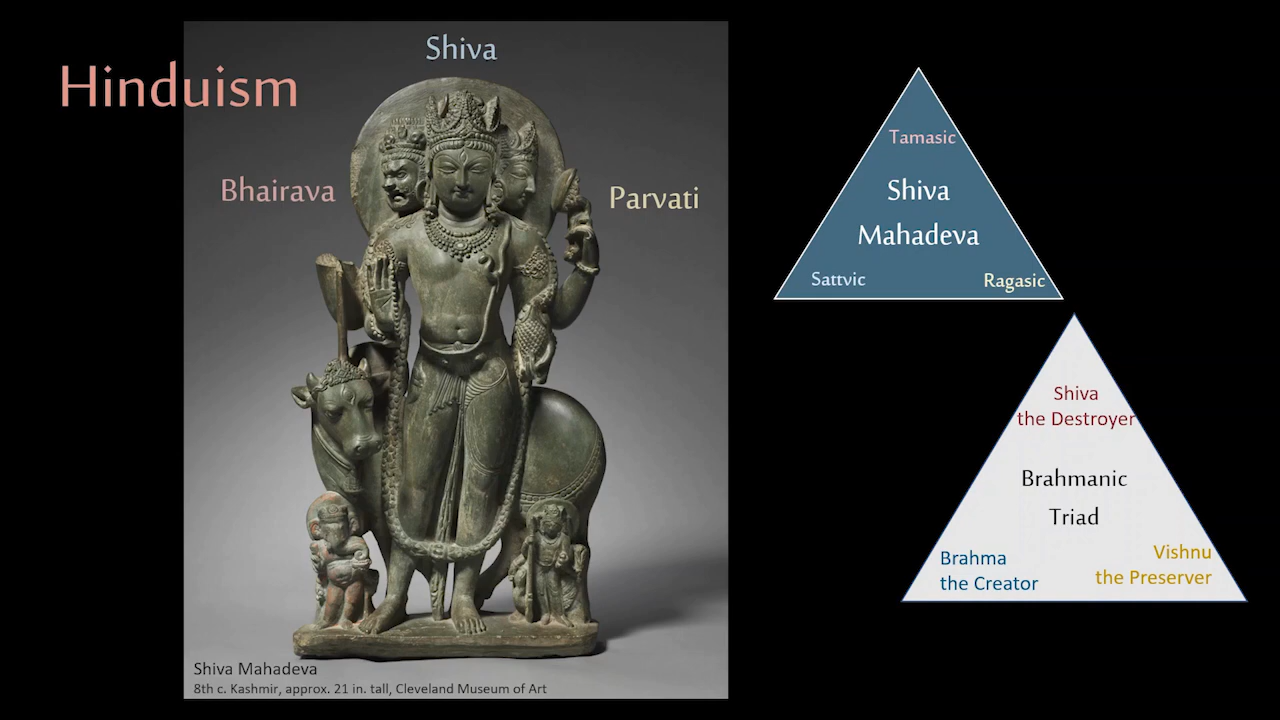 Hinduism
Shiva
Bhairava
Parvati
Shiva Mahadeva
8th c. Kashmir, approx. 21 in. tall, Cleveland Museum of Art
Tamasic
Shiva
Mahadeva
Sattvic
Ragasic
Shiva
the Destroyer
Brahmanic
Triad
Brahma
the Creator
Vishnu
the Preserver